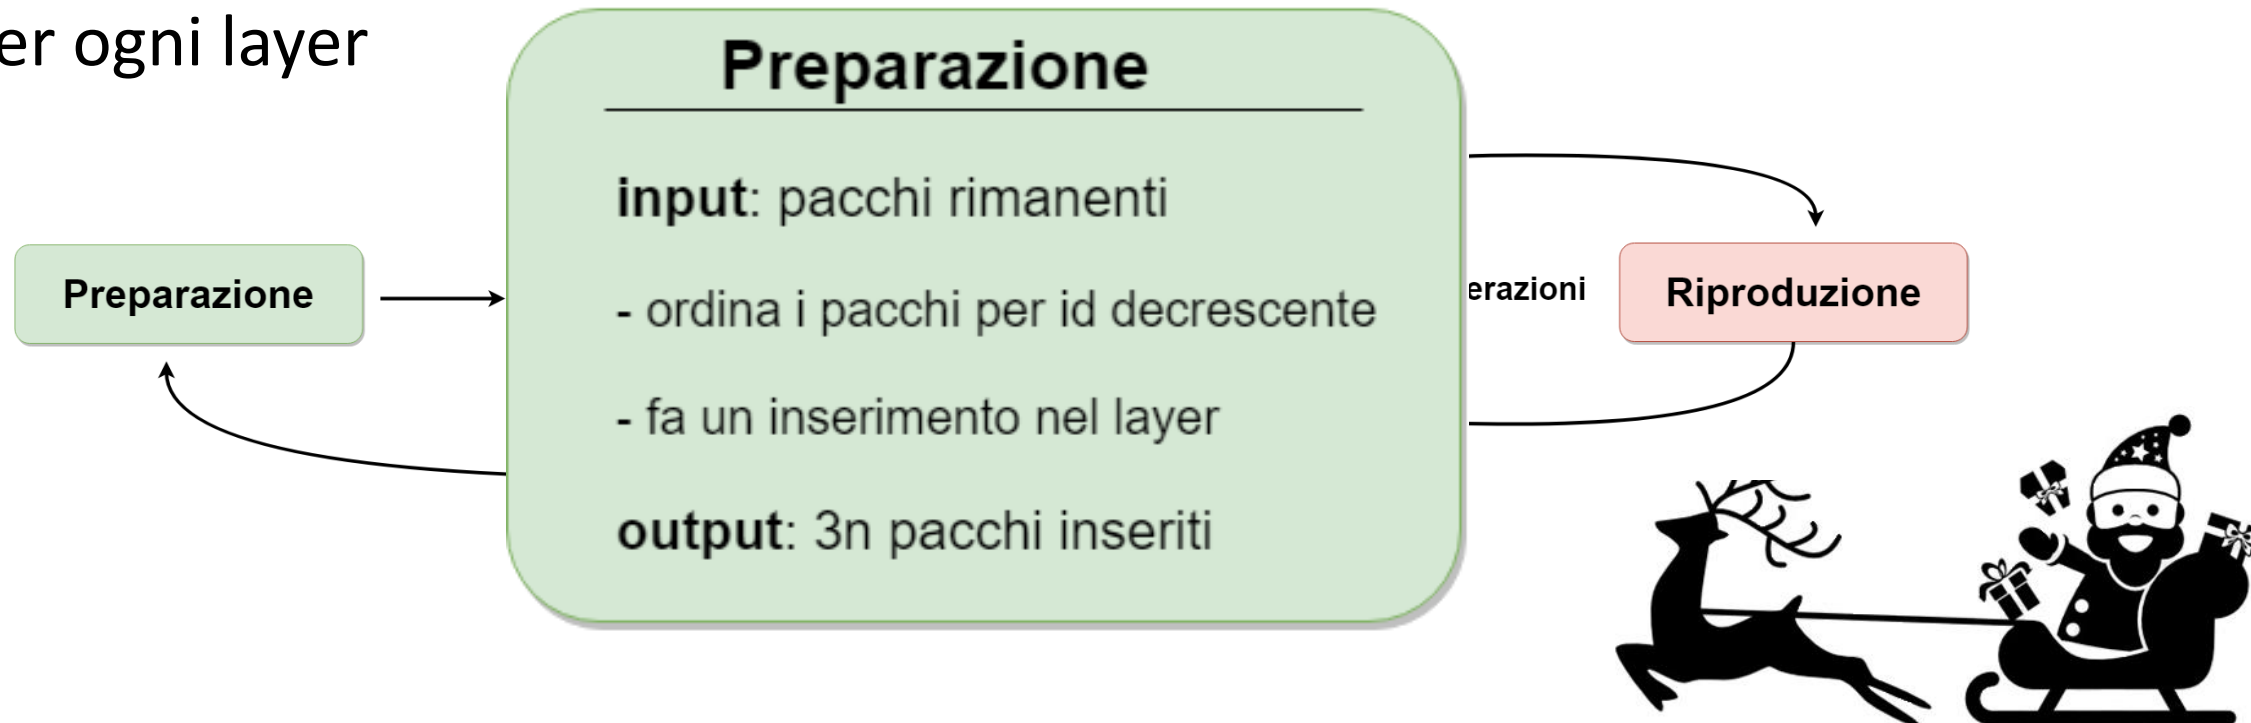 er ogni layer
Preparazione
Preparazione
input: pacchi rimanenti
- ordina i pacchi per id decrescente
- fa un inserimento nel layer
output: 3n pacchi inseriti
erazioni
Riproduzione